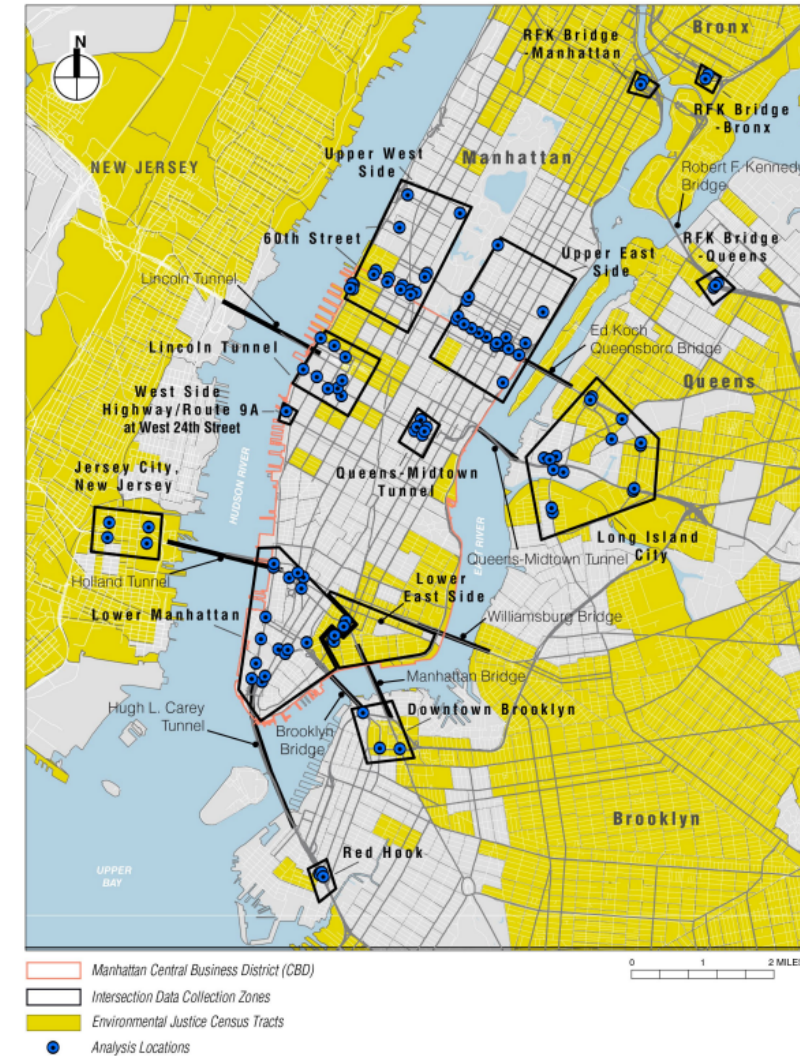 RFK Bridge
-Manhattan
Bronx
N
RFK Bridge
-Bronx
NEW JERSEY
Upper West
Side
Manhattan
Robert F. Kennedy
Bridge
60th Street
RFK Bridge
-Queens
Upper East
Side
Lincoln Tunnel
Ed Koch
Queensboro Bridge
Lincoln Tunnel
Queens
West Side
Highway/Route 9A
at West 24th Street
Jersey City,
New Jersey
HUDSON RIVER
Queens-Midtown
Tunnel
EAST RIVER
Long Island
City
Queens-Midtown Tunnel
Holland Tunnel
Lower
East Side
Lower Manhattan
Williamsburg Bridge
Manhattan Bridge
Hugh L. Carey
Tunnel
Downtown Brooklyn
Brooklyn
Bridge
Brooklyn
Red Hook
UPPER
BAY
Manhattan Central Business District (CBD)
0 1 2 MILES
Intersection Data Collection Zones
Environmental Justice Census Tracts
Analysis Locations